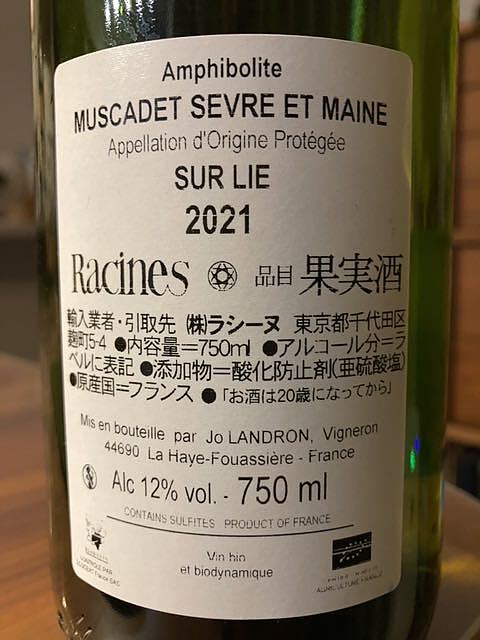 Amphibolite
MUSCADET SEVRE ET MAINE
Appellation d'Origine Protégée
SUR LIE
2021
Racines 品目 果実酒
輸入業者・引取先 (株)ラシーヌ 東京都千代田区
麹町5-4 ●内容量=750ml ●アルコール分=ラ
ベルに表記 ●添加物=酸化防止剤(亜硫酸塩)
●原産国=フランス ●「お酒は20歳になってから」
Mis en bouteille par Jo LANDRON, Vigneron
44690 La Haye-Fouassière - France
Alc 12% vol. - 750 ml
CONTAINS SULFITES PRODUCT OF FRANCE
Vin bio
et biodynamique
CONTROLE PAR
AGRICULTURE FRANCE